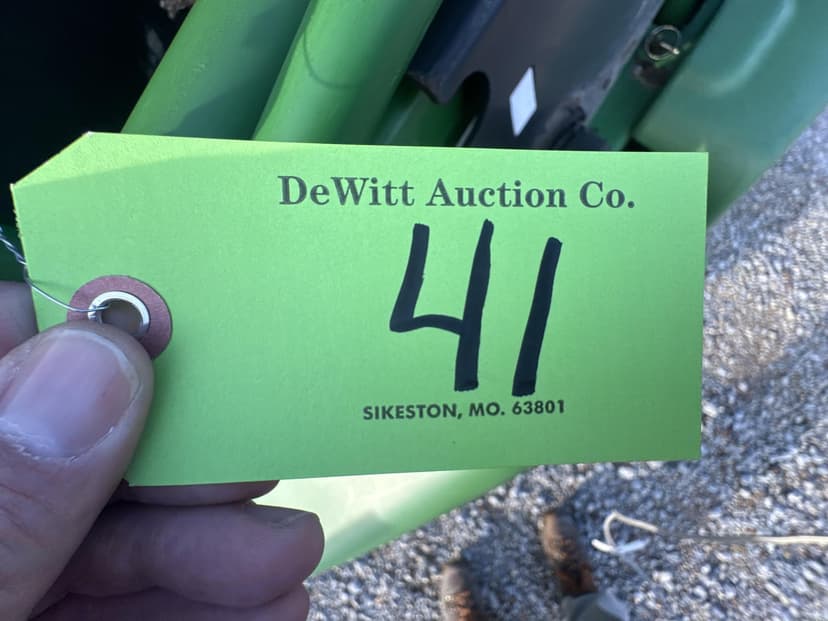 DeWitt Auction Co.
41
SIKESTON, MO. 63801